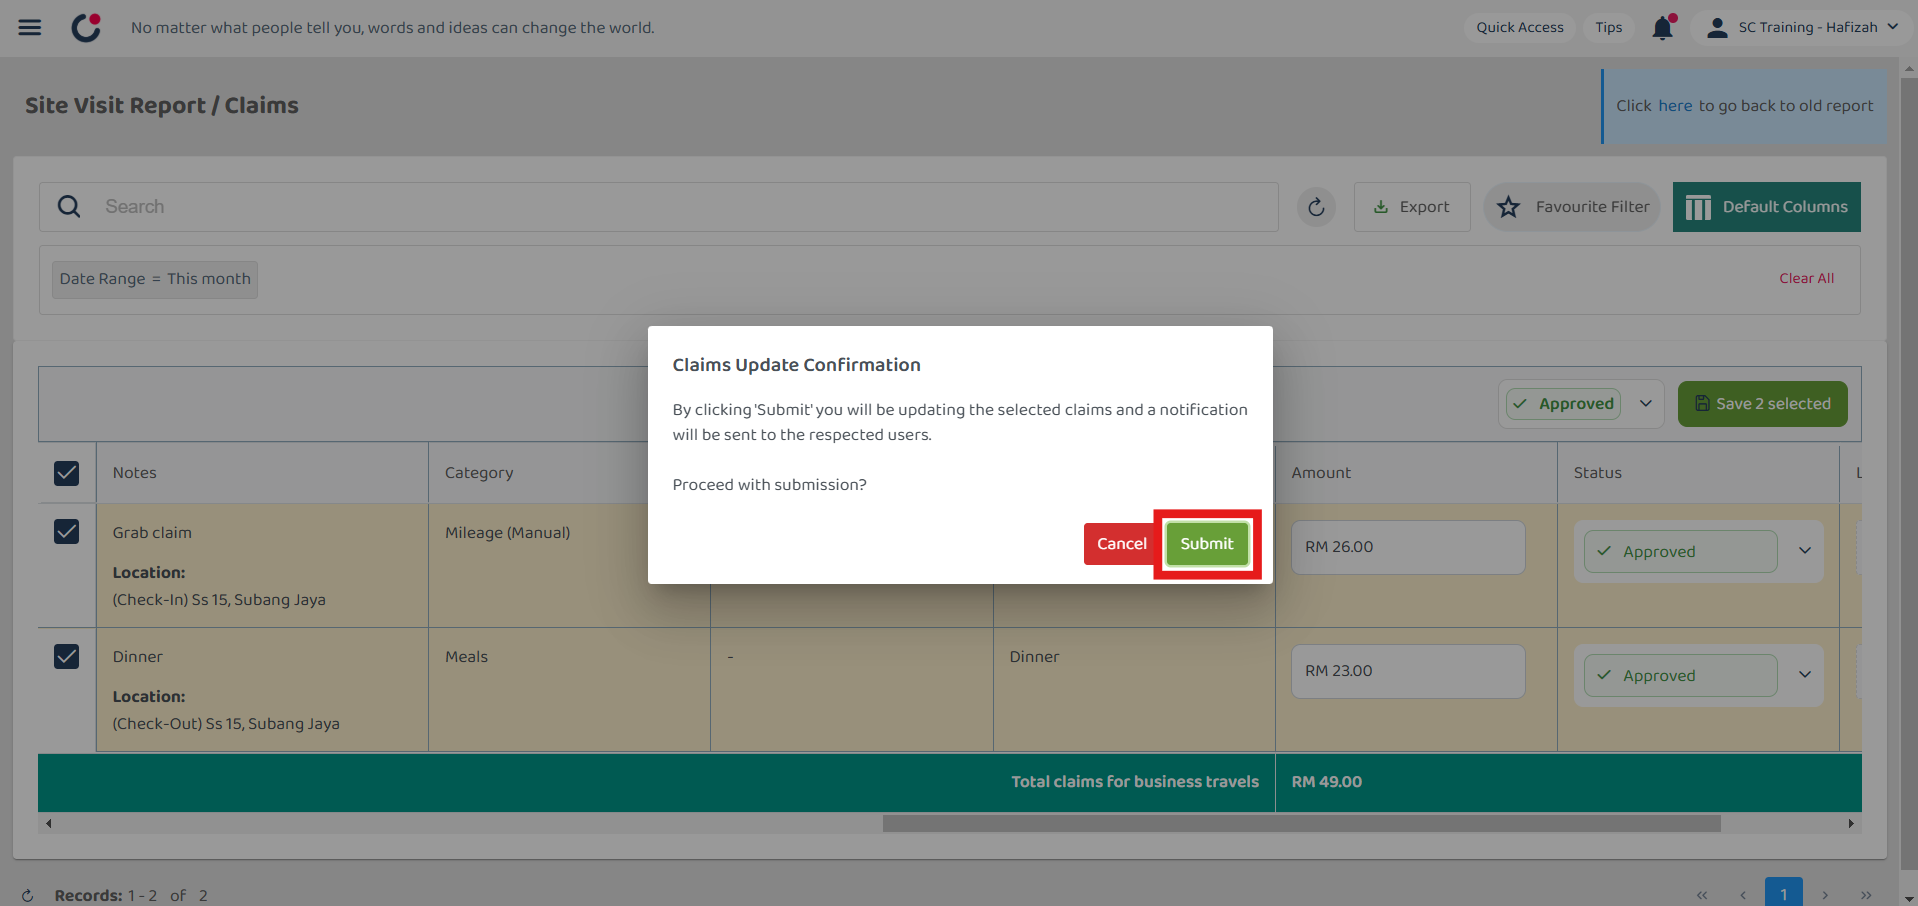 No matter what people tell you, words and ideas can change the world.
Quick Access
Tips
SC Training - Hafizah
Site Visit Report / Claims
Click here to go back to old report
Search
Export
Favourite Filter
Default Columns
Date Range = This month
Clear All
Claims Update Confirmation
By clicking 'Submit' you will be updating the selected claims and a notification
will be sent to the respected users.
Proceed with submission?
Cancel
Submit
Approved
Save 2 selected
Notes
Category
Amount
Status
Grab claim
Mileage (Manual)
RM 26.00
Approved
Location:
(Check-In) Ss 15, Subang Jaya
Dinner
Meals
-
Dinner
RM 23.00
Approved
Location:
(Check-Out) Ss 15, Subang Jaya
Total claims for business travels
RM 49.00
Records: 1 - 2 of 2
« ‹ 1 › »